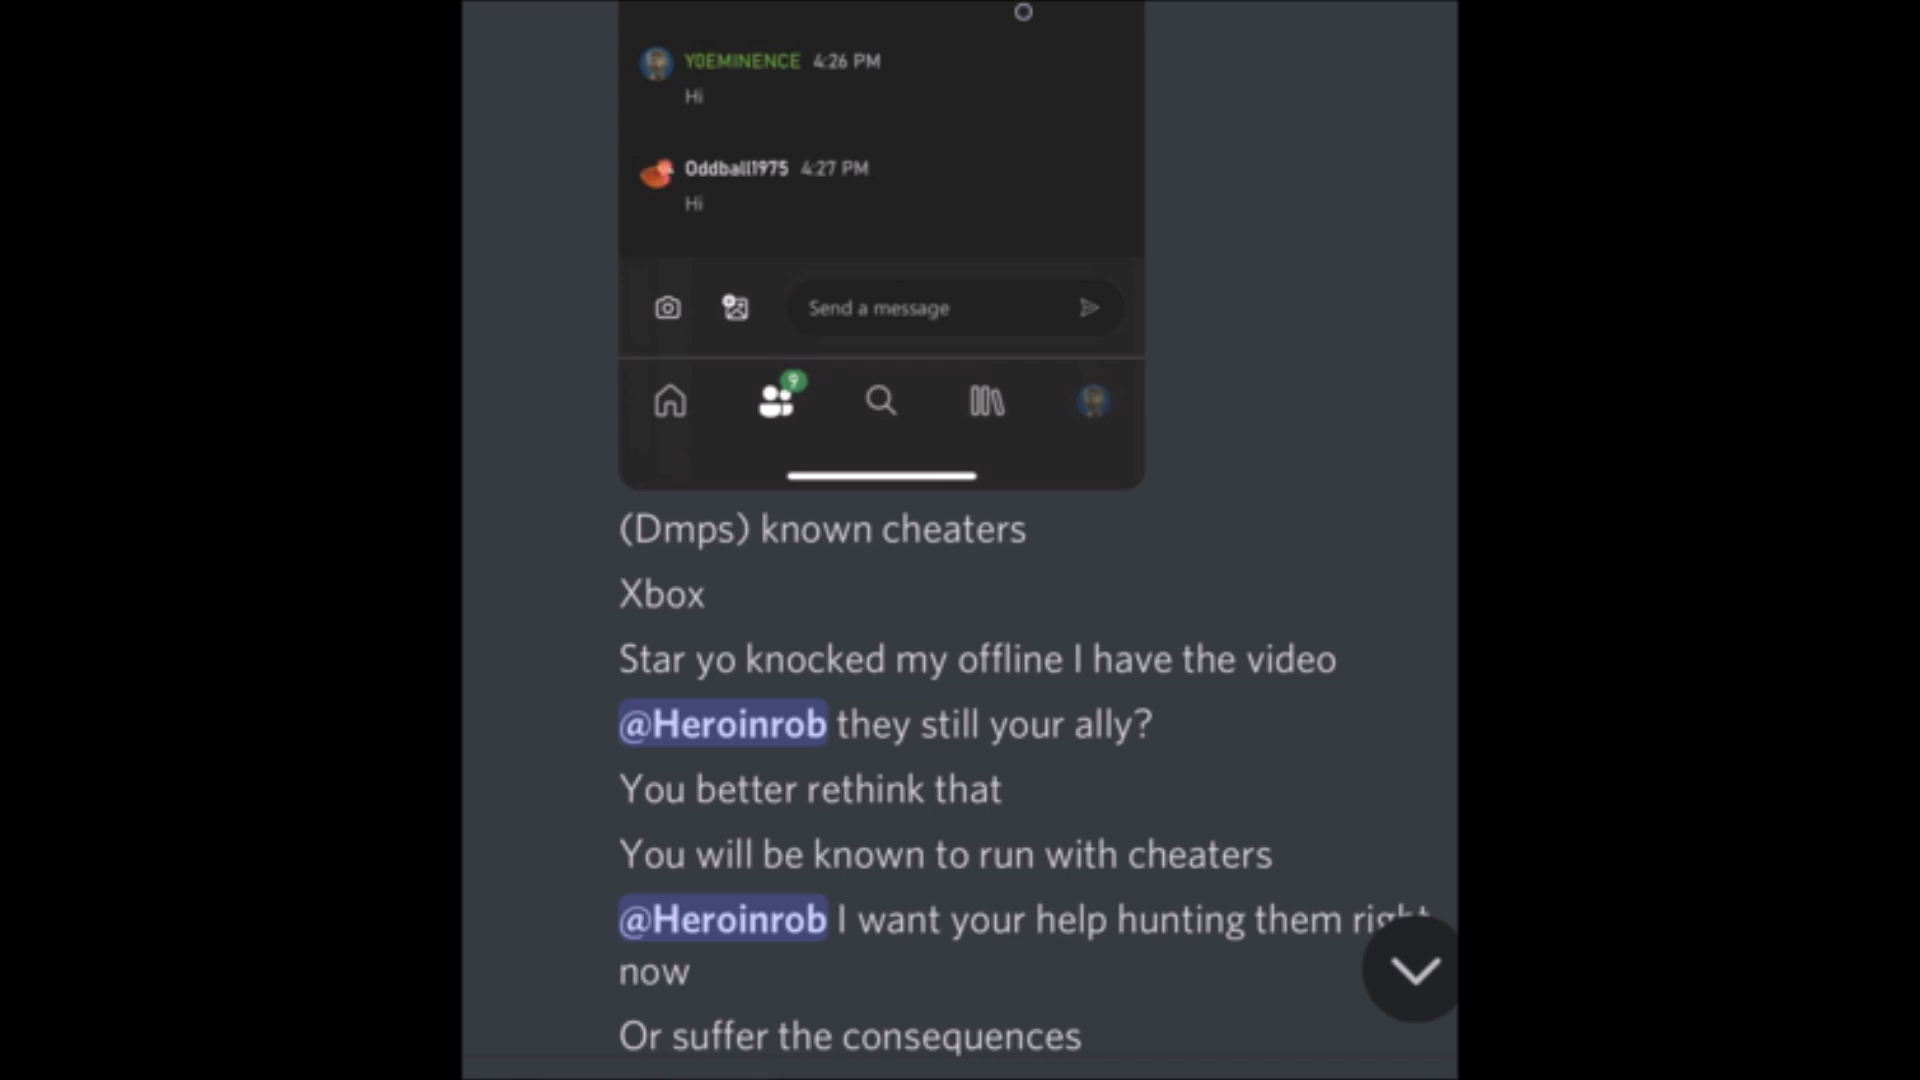 Y0EMINENCE 4:26 PM
Hi
Oddball1975 4:27 PM
Hi
Send a message
9
(Dmps) known cheaters
Xbox
Star yo knocked my offline I have the video
@Heroinrob they still your ally?
You better rethink that
You will be known to run with cheaters
@Heroinrob I want your help hunting them right
now
Or suffer the consequences